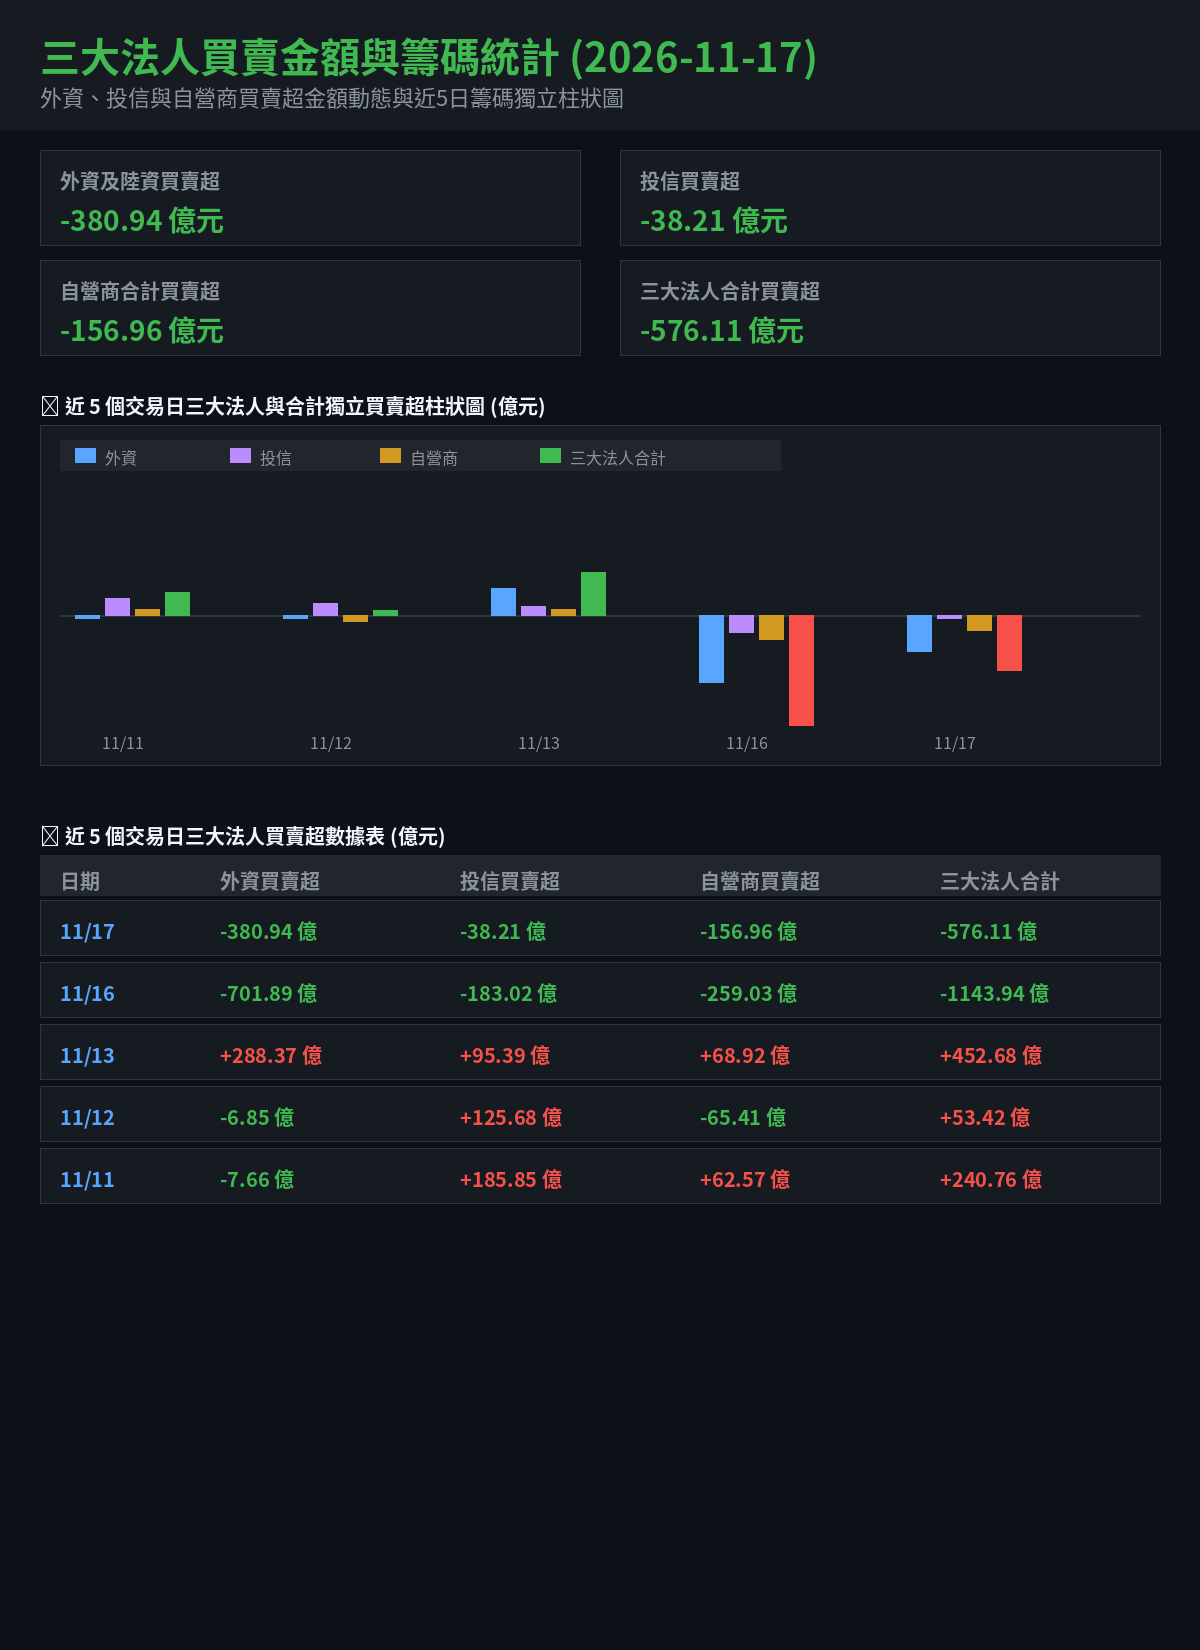 三大法人買賣金額與籌碼統計 (2026-11-17)
外資、投信與自營商買賣超金額動態與近5日籌碼獨立柱狀圖
外資及陸資買賣超
-380.94 億元
投信買賣超
-38.21 億元
自營商合計買賣超
-156.96 億元
三大法人合計買賣超
-576.11 億元
近 5 個交易日三大法人與合計獨立買賣超柱狀圖 (億元)
外資 投信 自營商 三大法人合計
11/11 11/12 11/13 11/16 11/17
近 5 個交易日三大法人買賣超數據表 (億元)
日期 外資買賣超 投信買賣超 自營商買賣超 三大法人合計
11/17 -380.94 億 -38.21 億 -156.96 億 -576.11 億
11/16 -701.89 億 -183.02 億 -259.03 億 -1143.94 億
11/13 +288.37 億 +95.39 億 +68.92 億 +452.68 億
11/12 -6.85 億 +125.68 億 -65.41 億 +53.42 億
11/11 -7.66 億 +185.85 億 +62.57 億 +240.76 億